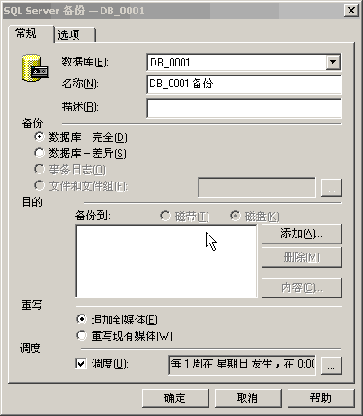 SQL Server 备份 — DB_0001
常规 选项
数据库(E): DB_0001
名称(N): DB_0001 备份
描述(R):
备份
数据库 - 完全(D)
数据库 - 差异(S)
事务日志(O)
文件和文件组(F): ...
目的
备份到: 磁带(T) 磁盘(K)
添加(A)...
删除(M)
内容(C)...
重写
追加到媒体(E)
重写现有媒体(W)
调度
调度(U): 每 1 周在 星期日 发生，在 0:00 ...
确定 取消 帮助